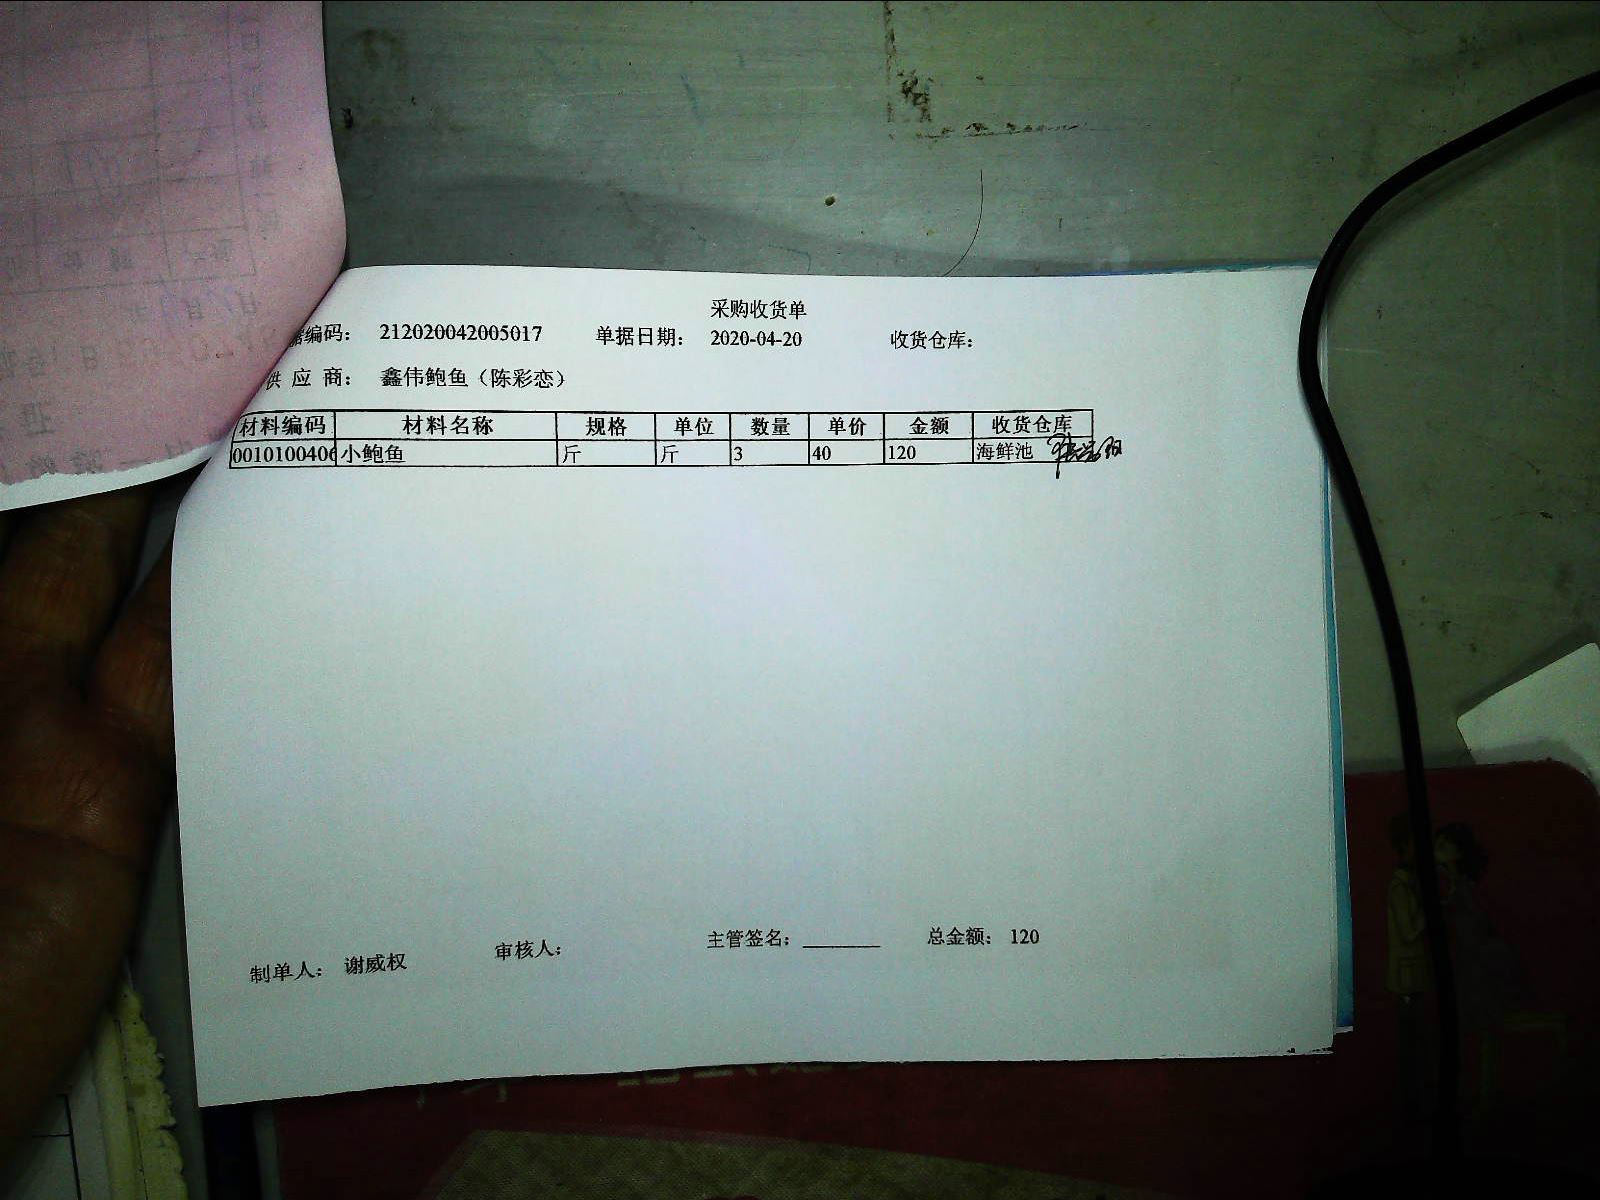 采购收货单
据编码： 212020042005017 单据日期： 2020-04-20 收货仓库：
供 应 商： 鑫伟鲍鱼（陈彩恋）
材料编码 材料名称 规格 单位 数量 单价 金额 收货仓库
0010100406 小鲍鱼 斤 斤 3 40 120 海鲜池
制单人： 谢威权 审核人： 主管签名： 总金额： 120